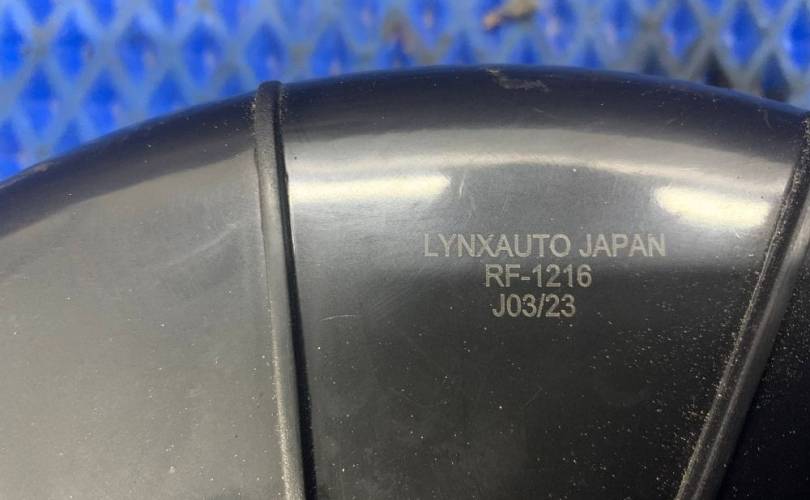 LYNXAUTO JAPAN
RF-1216
J03/23